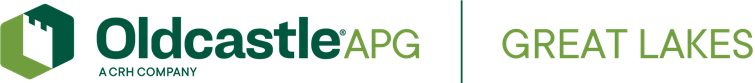 Oldcastle® APG | GREAT LAKES
A CRH COMPANY